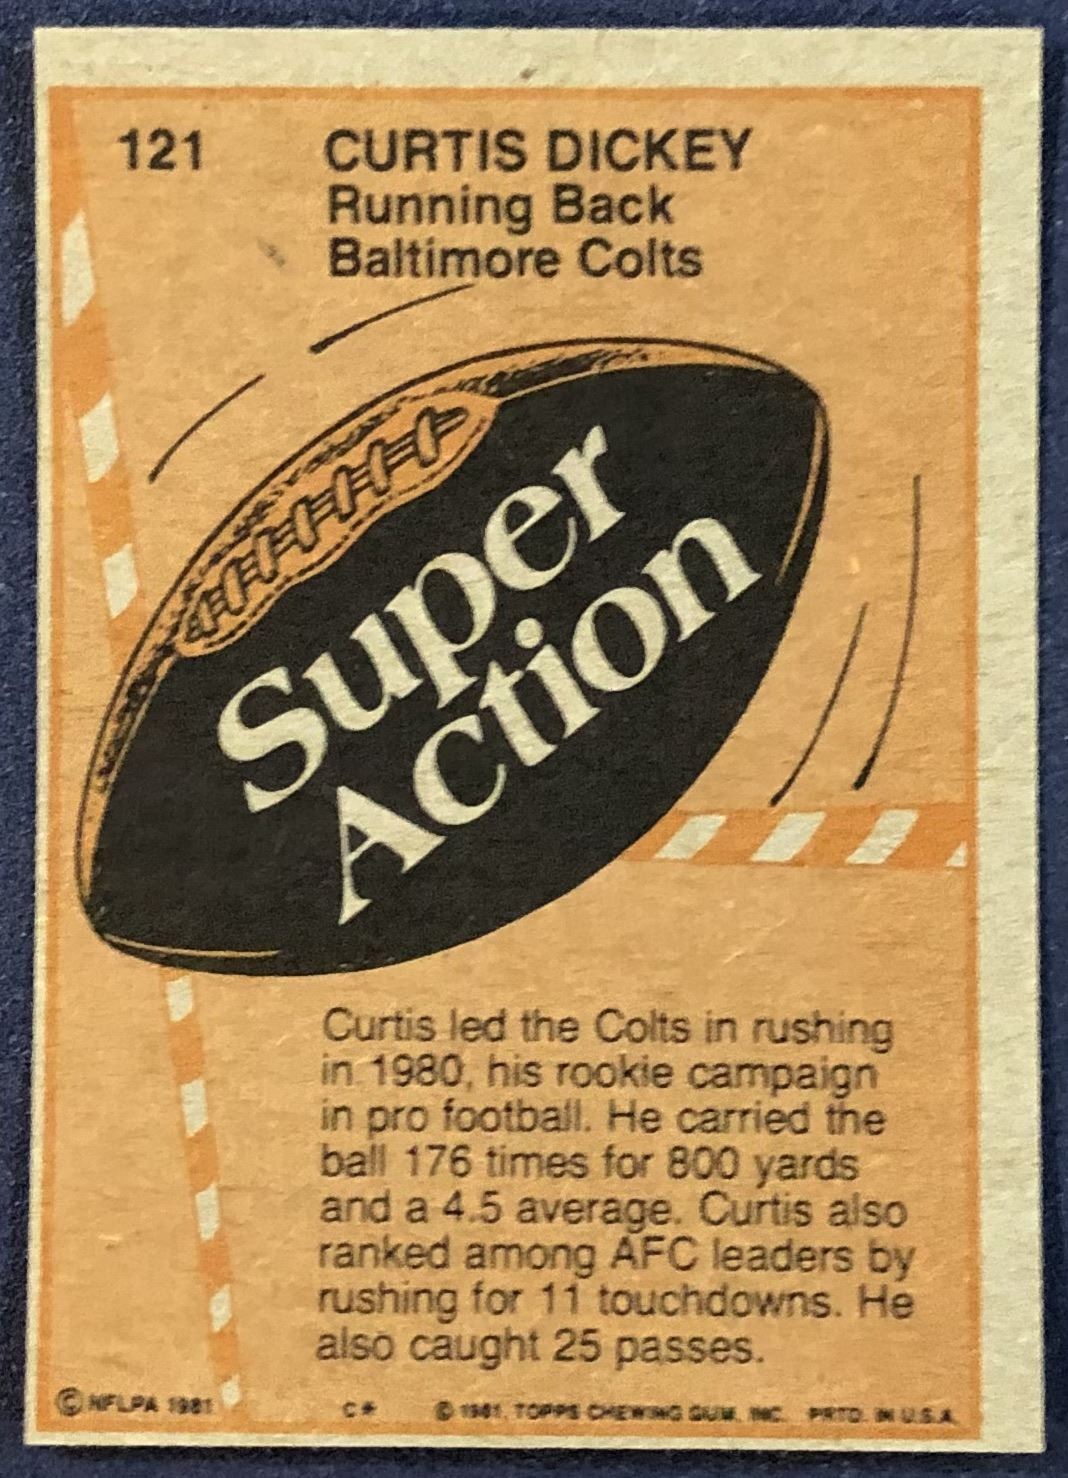 121
CURTIS DICKEY
Running Back
Baltimore Colts
Super
Action
Curtis led the Colts in rushing
in 1980, his rookie campaign
in pro football. He carried the
ball 176 times for 800 yards
and a 4.5 average. Curtis also
ranked among AFC leaders by
rushing for 11 touchdowns. He
also caught 25 passes.
© NFLPA 1981 C* © 1981, TOPPS CHEWING GUM, INC. PRTD. IN U.S.A.